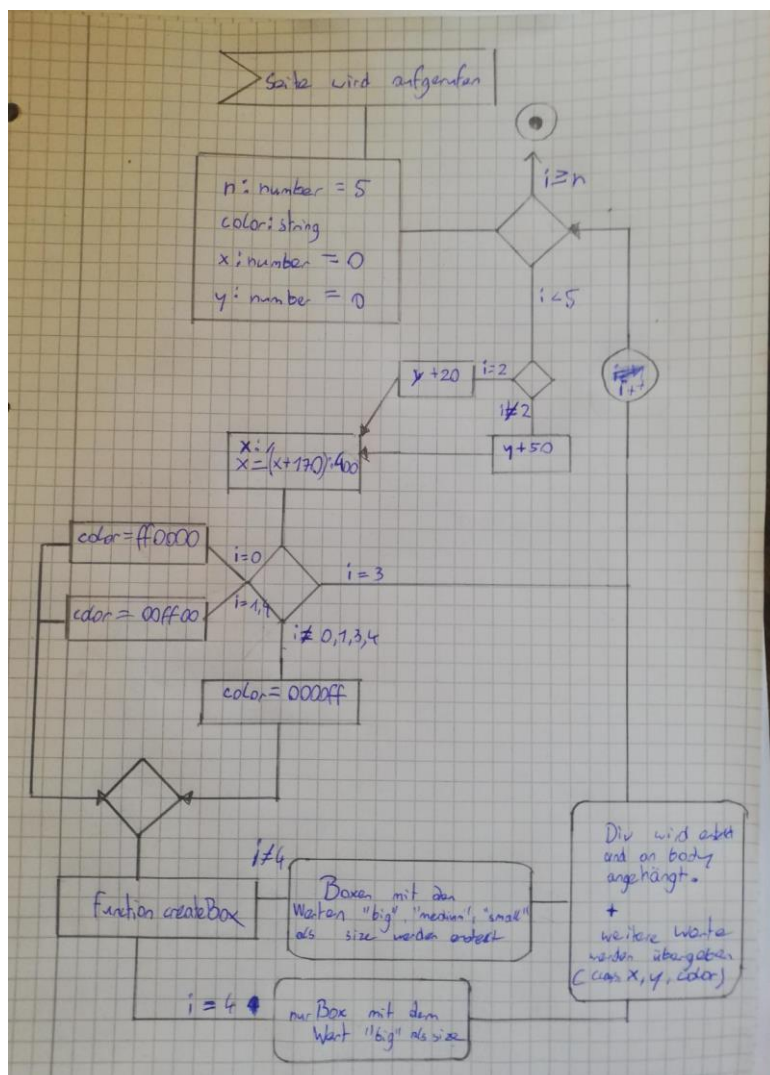 Seite wird aufgerufen
n: number = 5
color: string
x: number = 0
y: number = 0
i≥n
i<5
y+20
i=2
i≠2
y+50
i++
x:
x=(x+170)%400
color=ff0000
i=0
i=3
color= 00ff00
i=1,4
i≠ 0,1,3,4
color= 0000ff
i≠4
function createBox
Boxen mit den
Werten "big", "medium", "small"
als size werden erstellt
Div wird erstellt
und an body
angehängt.
+
weitere Werte
werden übergeben
( x, y, color)
i = 4
nur Box mit dem
Wert "big" als size